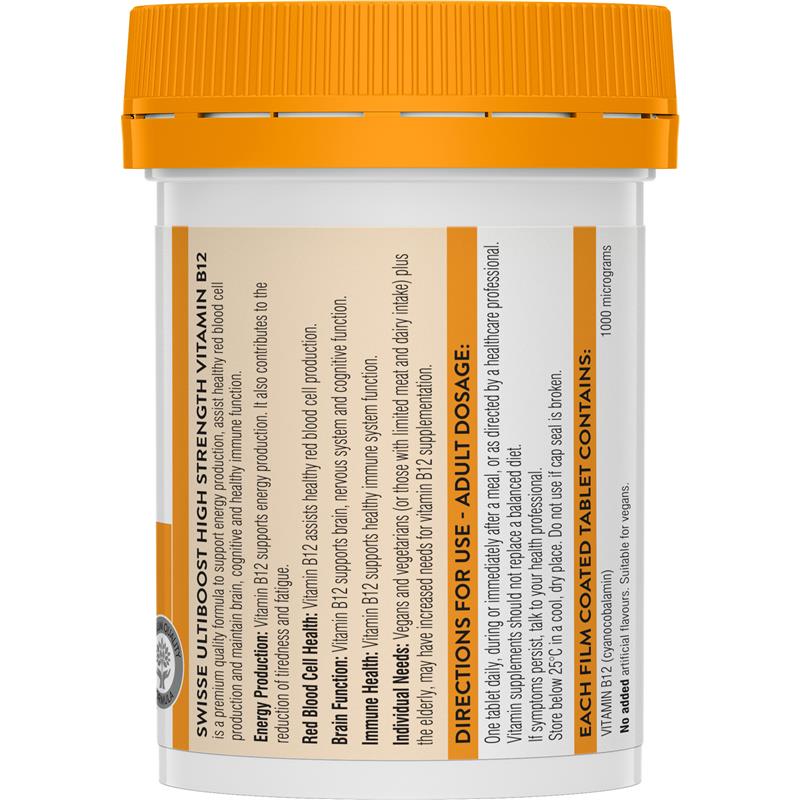 SWISSE ULTIBOOST HIGH STRENGTH VITAMIN B12
is a premium quality formula to support energy production, assist healthy red blood cell
production and maintain brain, cognitive and healthy immune function.
Energy Production: Vitamin B12 supports energy production. It also contributes to the
reduction of tiredness and fatigue.
Red Blood Cell Health: Vitamin B12 assists healthy red blood cell production.
Brain Function: Vitamin B12 supports brain, nervous system and cognitive function.
Immune Health: Vitamin B12 supports healthy immune system function.
Individual Needs: Vegans and vegetarians (or those with limited meat and dairy intake) plus
the elderly, may have increased needs for vitamin B12 supplementation.
DIRECTIONS FOR USE - ADULT DOSAGE:
One tablet daily, during or immediately after a meal, or as directed by a healthcare professional.
Vitamin supplements should not replace a balanced diet.
If symptoms persist, talk to your health professional.
Store below 25°C in a cool, dry place. Do not use if cap seal is broken.
EACH FILM COATED TABLET CONTAINS:
VITAMIN B12 (cyanocobalamin) 1000 micrograms
No added artificial flavours. Suitable for vegans.
QUALITY